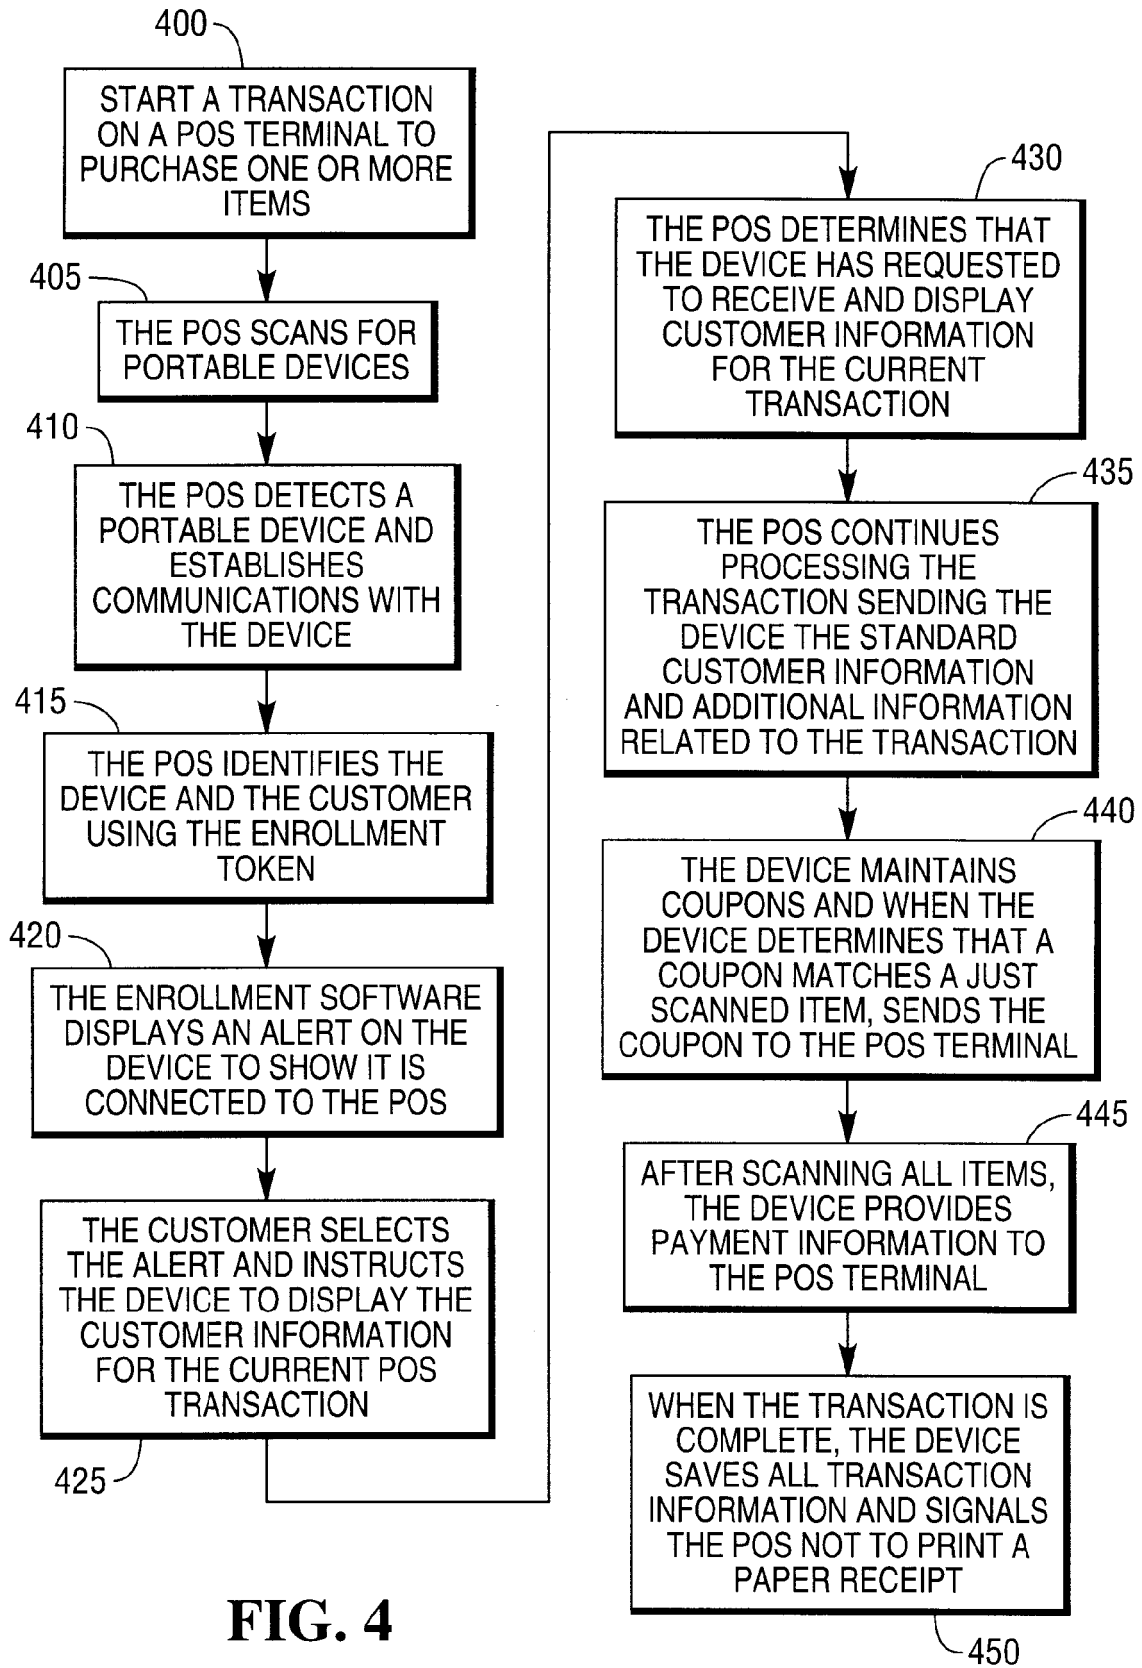 400
START A TRANSACTION
ON A POS TERMINAL TO
PURCHASE ONE OR MORE
ITEMS
405
THE POS SCANS FOR
PORTABLE DEVICES
410
THE POS DETECTS A
PORTABLE DEVICE AND
ESTABLISHES
COMMUNICATIONS WITH
THE DEVICE
415
THE POS IDENTIFIES THE
DEVICE AND THE CUSTOMER
USING THE ENROLLMENT
TOKEN
420
THE ENROLLMENT SOFTWARE
DISPLAYS AN ALERT ON THE
DEVICE TO SHOW IT IS
CONNECTED TO THE POS
THE CUSTOMER SELECTS
THE ALERT AND INSTRUCTS
THE DEVICE TO DISPLAY THE
CUSTOMER INFORMATION
FOR THE CURRENT POS
TRANSACTION
425
430
THE POS DETERMINES THAT
THE DEVICE HAS REQUESTED
TO RECEIVE AND DISPLAY
CUSTOMER INFORMATION
FOR THE CURRENT
TRANSACTION
435
THE POS CONTINUES
PROCESSING THE
TRANSACTION SENDING THE
DEVICE THE STANDARD
CUSTOMER INFORMATION
AND ADDITIONAL INFORMATION
RELATED TO THE TRANSACTION
440
THE DEVICE MAINTAINS
COUPONS AND WHEN THE
DEVICE DETERMINES THAT A
COUPON MATCHES A JUST
SCANNED ITEM, SENDS THE
COUPON TO THE POS TERMINAL
445
AFTER SCANNING ALL ITEMS,
THE DEVICE PROVIDES
PAYMENT INFORMATION TO
THE POS TERMINAL
WHEN THE TRANSACTION IS
COMPLETE, THE DEVICE
SAVES ALL TRANSACTION
INFORMATION AND SIGNALS
THE POS NOT TO PRINT A
PAPER RECEIPT
450
FIG. 4